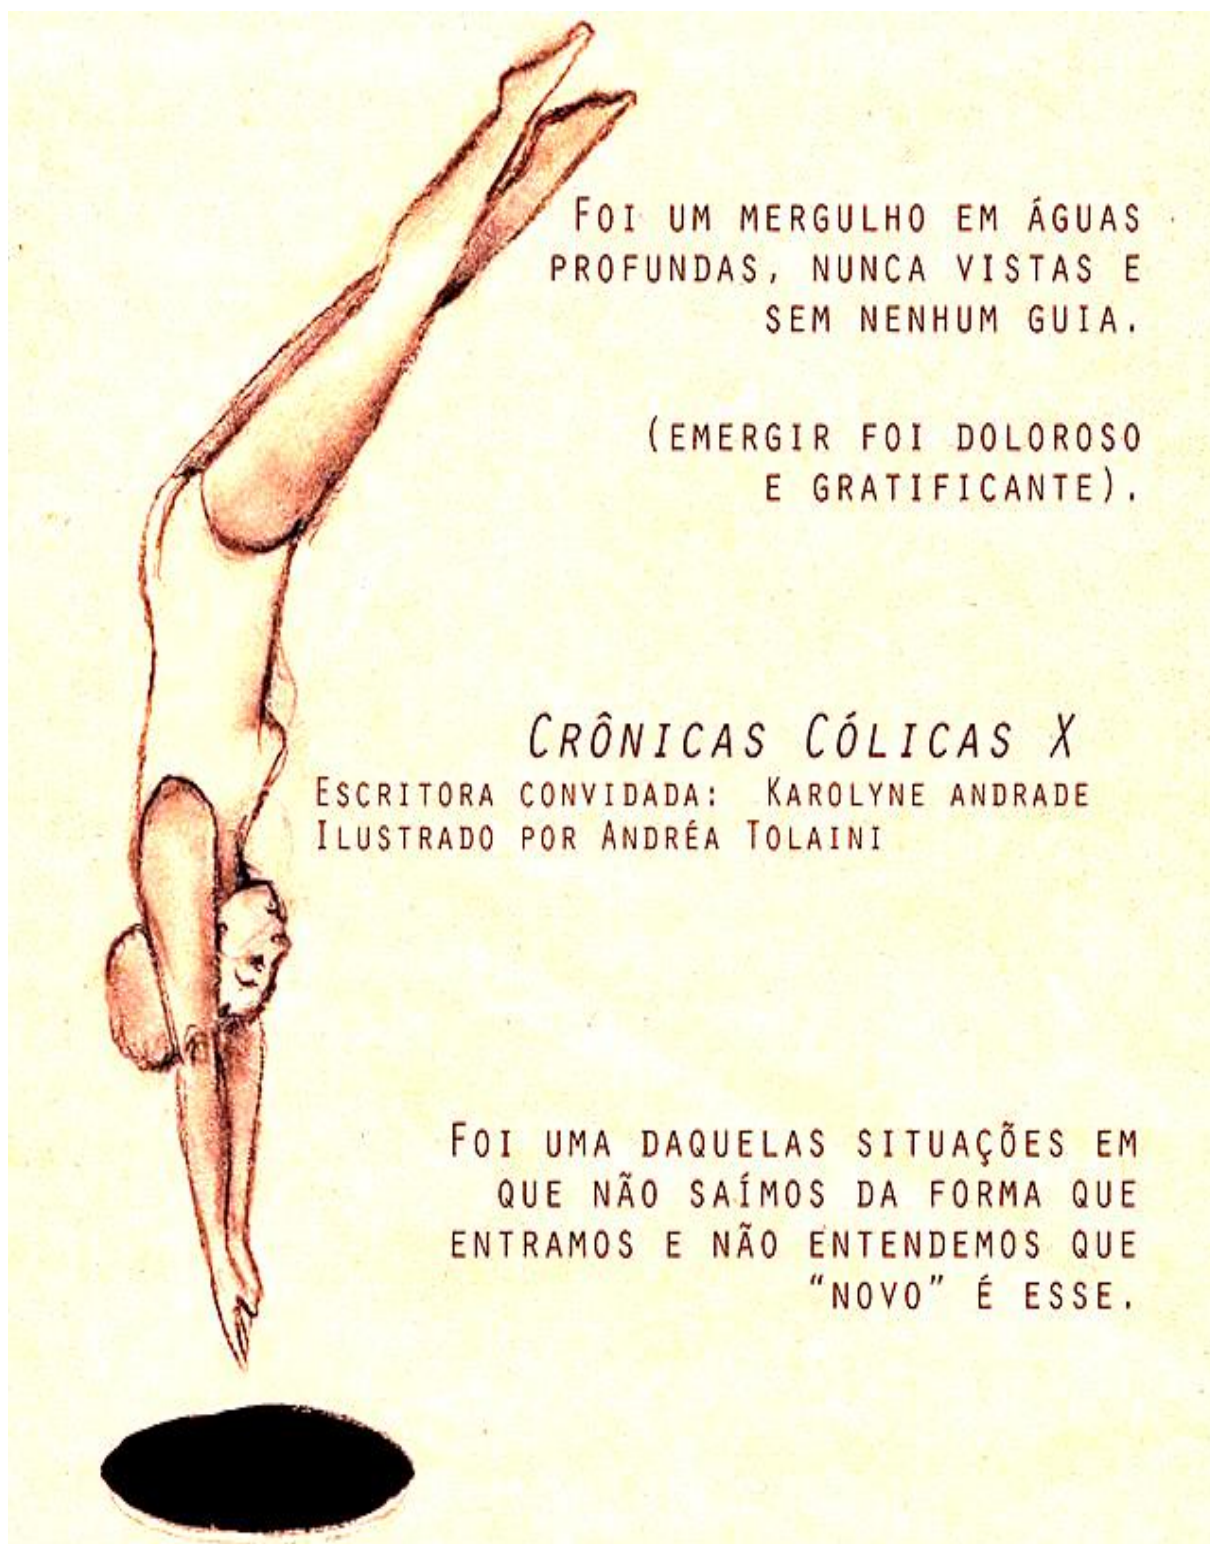 Foi um mergulho em águas
profundas, nunca vistas e
sem nenhum guia.
(emergir foi doloroso
e gratificante).
Crônicas Cólicas X
Escritora convidada: Karolyne andrade
Ilustrado por Andréa Tolaini
Foi uma daquelas situações em
que não saímos da forma que
entramos e não entendemos que
“novo” é esse.